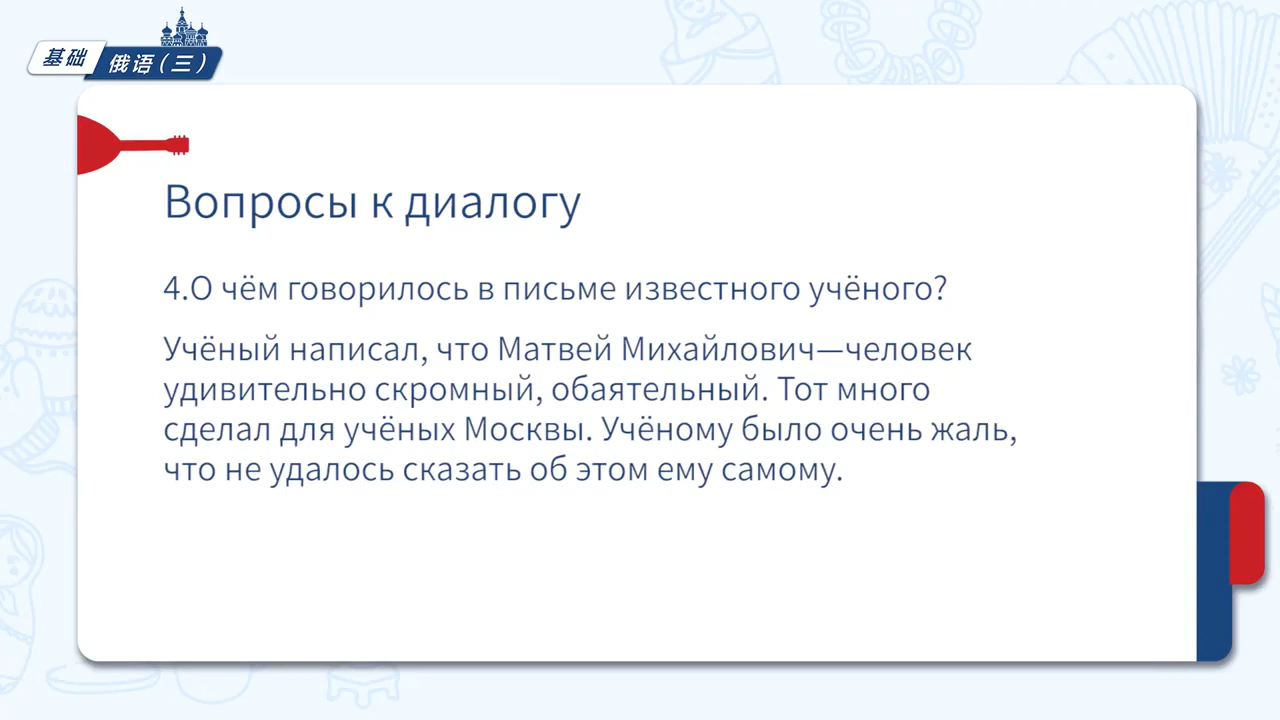 基础
俄语(三)
Вопросы к диалогу
4.О чём говорилось в письме известного учёного?
Учёный написал, что Матвей Михайлович—человек
удивительно скромный, обаятельный. Тот много
сделал для учёных Москвы. Учёному было очень жаль,
что не удалось сказать об этом ему самому.